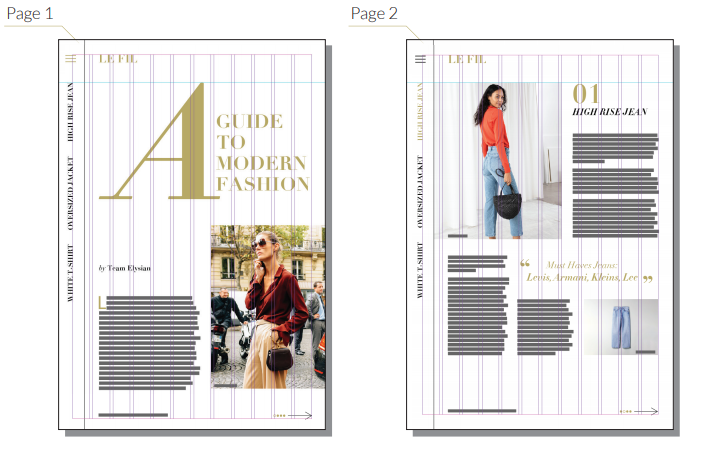 Page 1
LE FIL
A
GUIDE
TO
MODERN
FASHION
HIGH RISE JEAN
OVERSIZED JACKET
WHITE T-SHIRT
by Team Elysian
L
Page 2
LE FIL
HIGH RISE JEAN
OVERSIZED JACKET
WHITE T-SHIRT
01
HIGH RISE JEAN
“ Must Haves Jeans:
Levis, Armani, Kleins, Lee ”